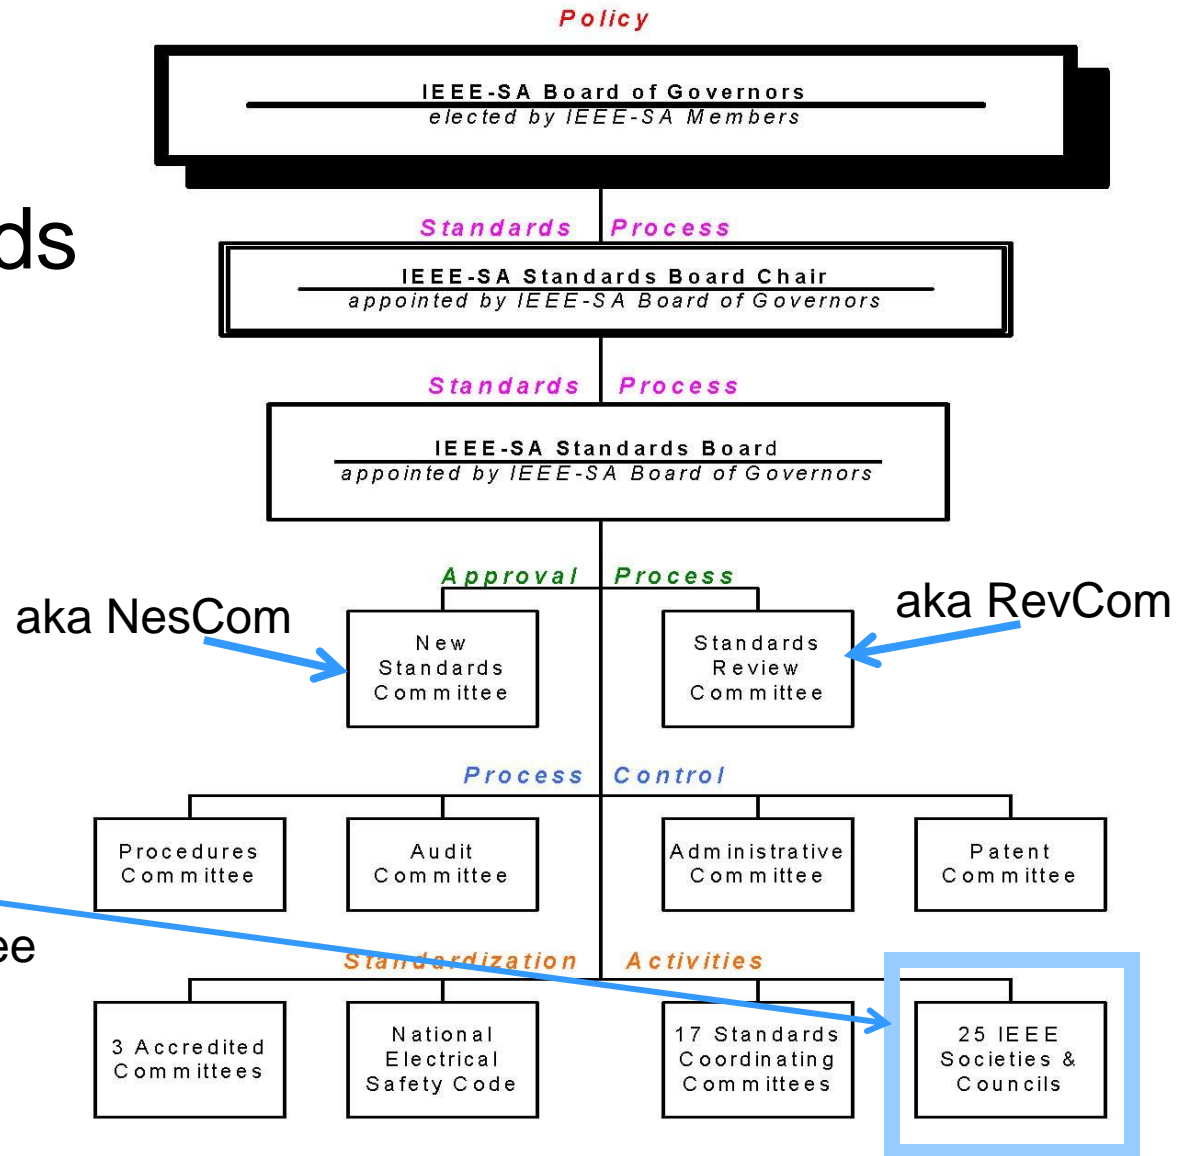 Policy
IEEE-SA Board of Governors
elected by IEEE-SA Members
ds
Standards Process
IEEE-SA Standards Board Chair
appointed by IEEE-SA Board of Governors
Standards Process
IEEE-SA Standards Board
appointed by IEEE-SA Board of Governors
Approval Process
aka NesCom
aka RevCom
New
Standards
Committee
Standards
Review
Committee
Process Control
Procedures
Committee
Audit
Committee
Administrative
Committee
Patent
Committee
ee
Standardization Activities
3 Accredited
Committees
National
Electrical
Safety Code
17 Standards
Coordinating
Committees
25 IEEE
Societies &
Councils